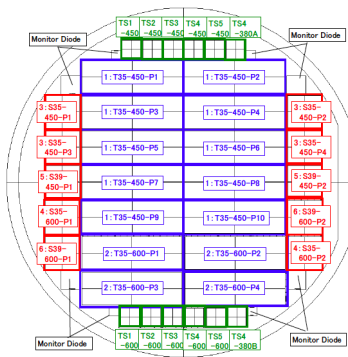 TS1 TS2 TS3 TS4 TS4 TS4
-450 -450 -450 -450 -450 -380A
Monitor Diode
Monitor Diode
1:T35-450-P1
1:T35-450-P2
3:S35-
450-P1
1:T35-450-P3
1:T35-450-P4
3:S35-
450-P2
3:S35-
450-P3
1:T35-450-P5
1:T35-450-P6
3:S35-
450-P4
5:S39-
450-P1
1:T35-450-P7
1:T35-450-P8
5:S39-
450-P2
4:S35-
600-P1
1:T35-450-P9
1:T35-450-P10
6:S39-
600-P2
6:S39-
600-P1
2:T35-600-P1
2:T35-600-P2
4:S35-
600-P2
2:T35-600-P3
2:T35-600-P4
Monitor Diode
Monitor Diode
TS1 TS2 TS3 TS4 TS4 TS4
-600 -600 -600 -600 -600 -380B